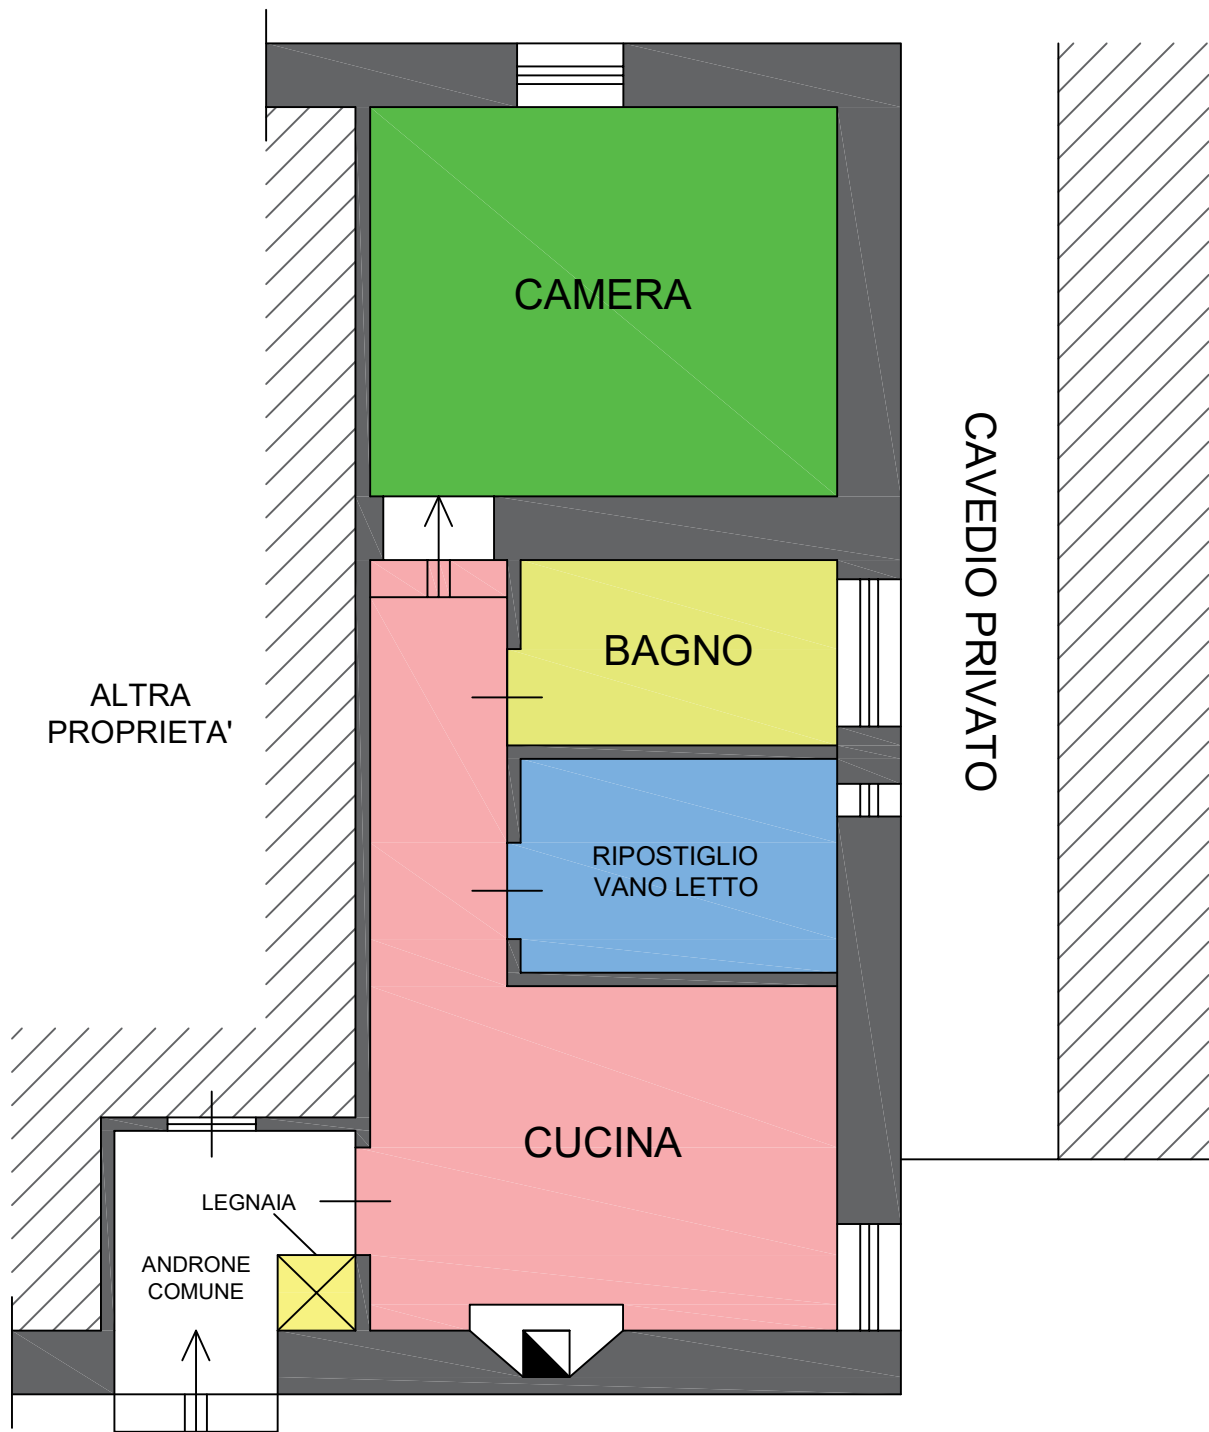 CAMERA
CAVEDIO PRIVATO
BAGNO
ALTRA
PROPRIETA'
RIPOSTIGLIO
VANO LETTO
CUCINA
LEGNAIA
ANDRONE
COMUNE